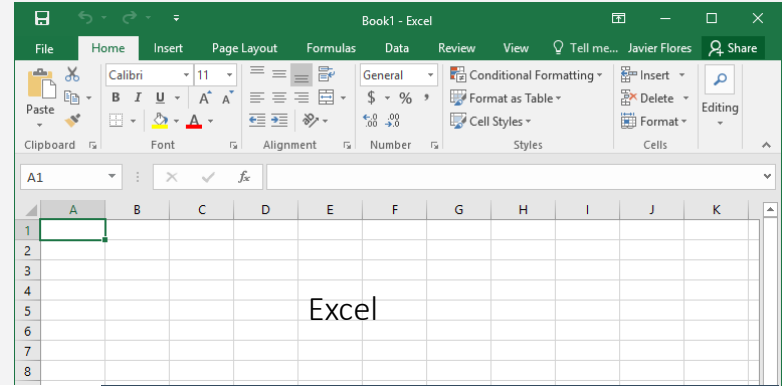 Book1 - Excel
File Home Insert Page Layout Formulas Data Review View Tell me... Javier Flores Share
Calibri 11 General Conditional Formatting Insert
Paste B I U A A $ % , Format as Table Delete Editing
A .00 .00 Cell Styles Format
Clipboard Font Alignment Number Styles Cells
A1 fx
A B C D E F G H I J K
1
2
3
4
5
6
7
8
Excel